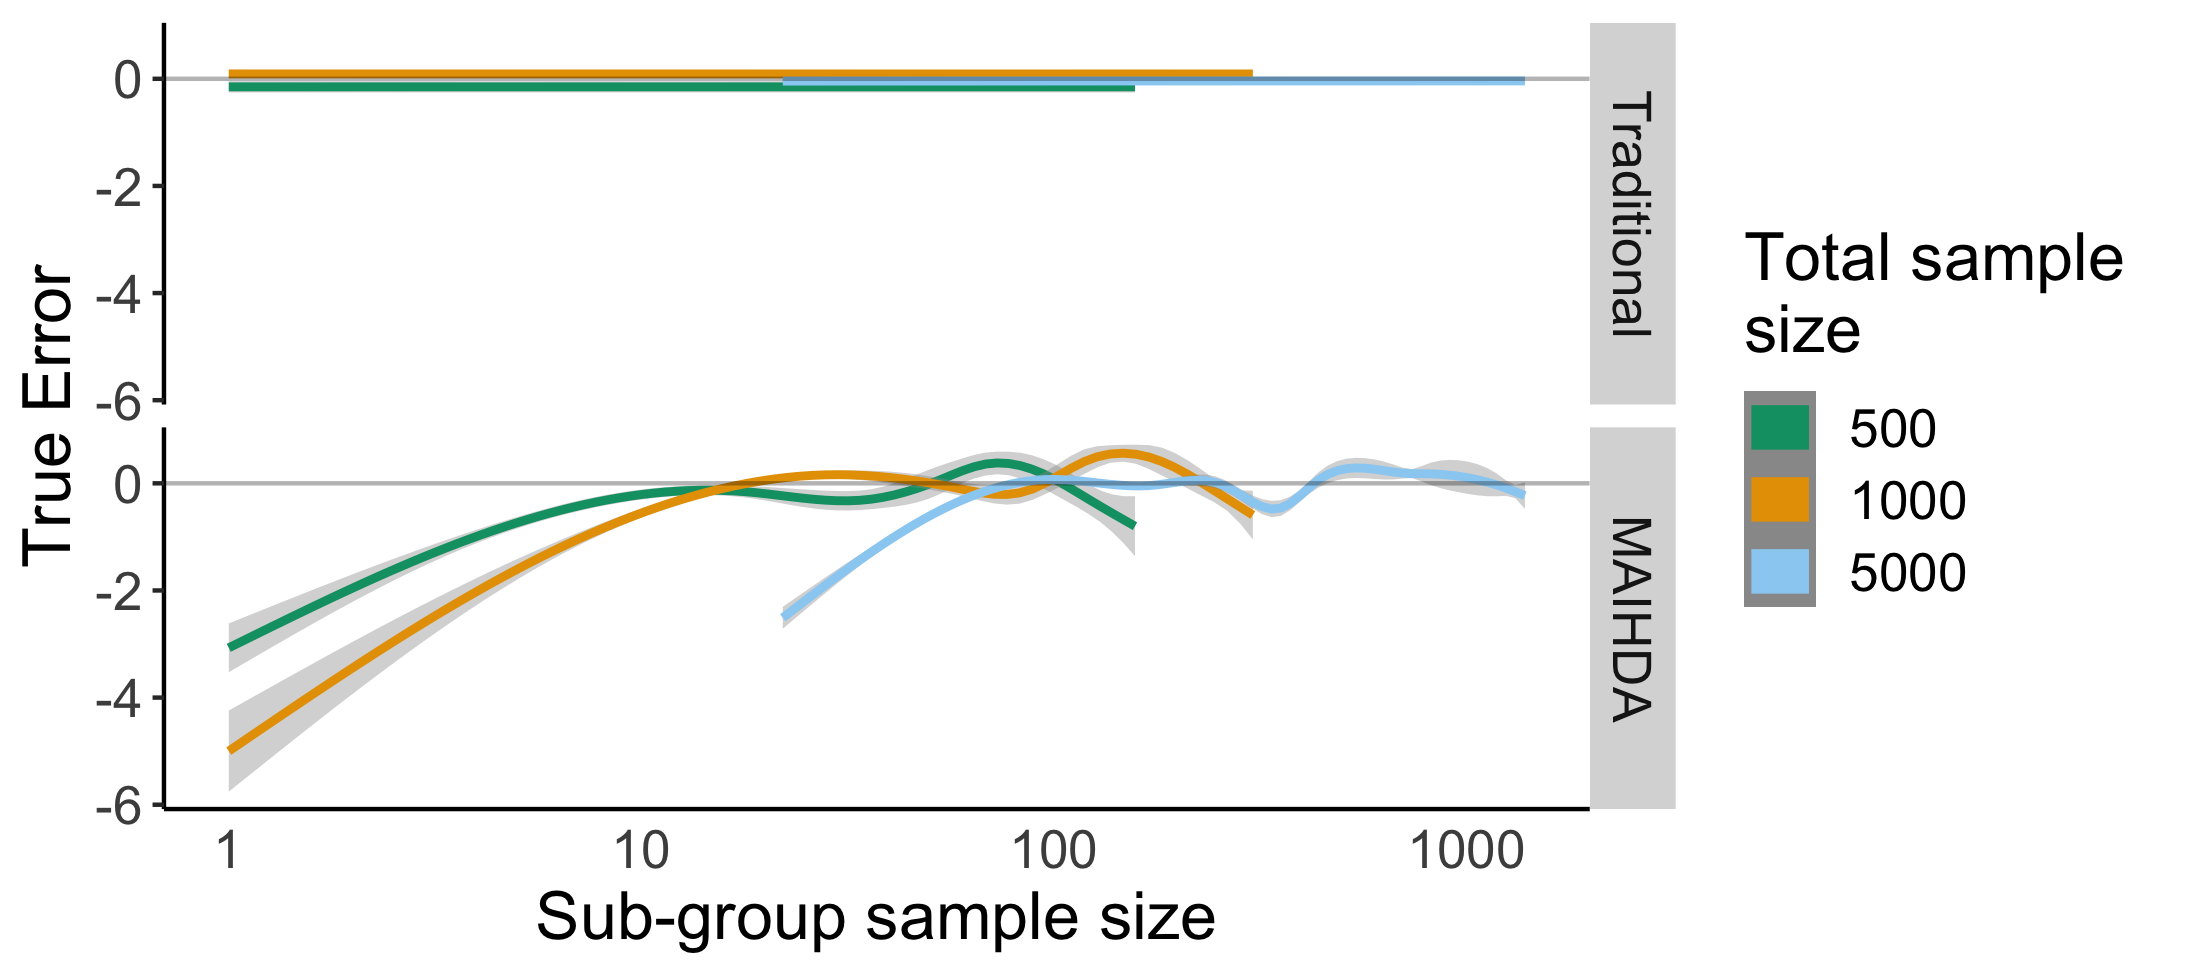 True Error
0
-2
-4
-6
Traditional
0
-2
-4
-6
MAIHDA
1 10 100 1000
Sub-group sample size
Total sample
size
500
1000
5000